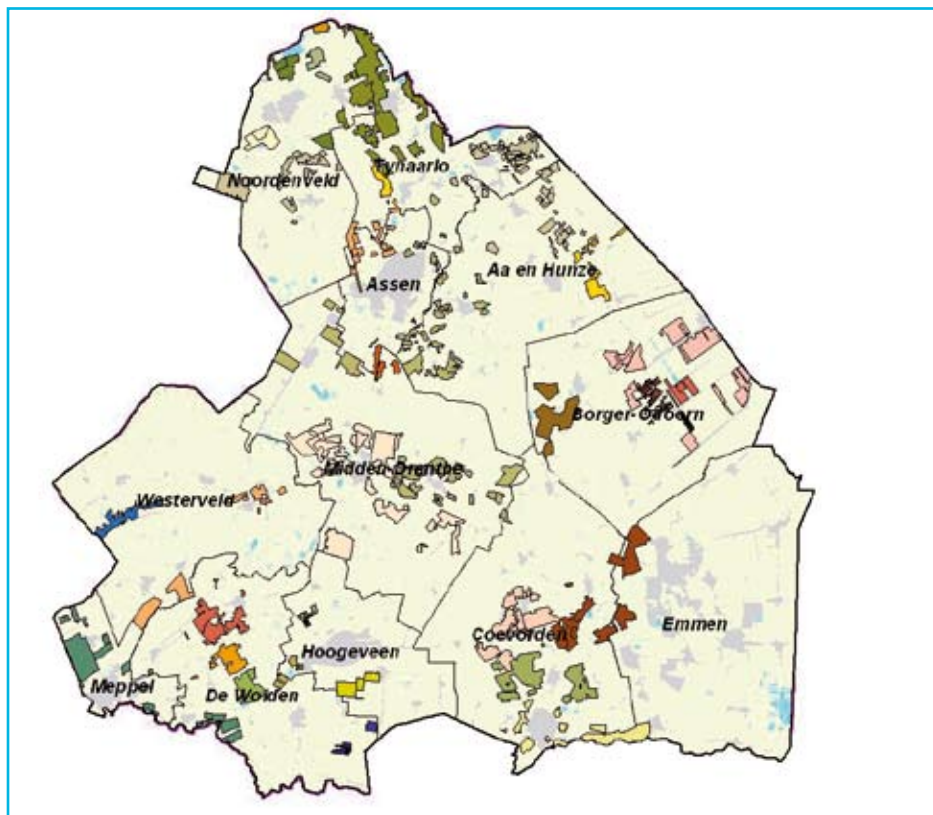 Tynaarlo
Noordenveld
Aa en Hunze
Assen
Borger-Odoorn
Midden-Drenthe
Westerveld
Coevorden
Emmen
Hoogeveen
Meppel
De Wolden